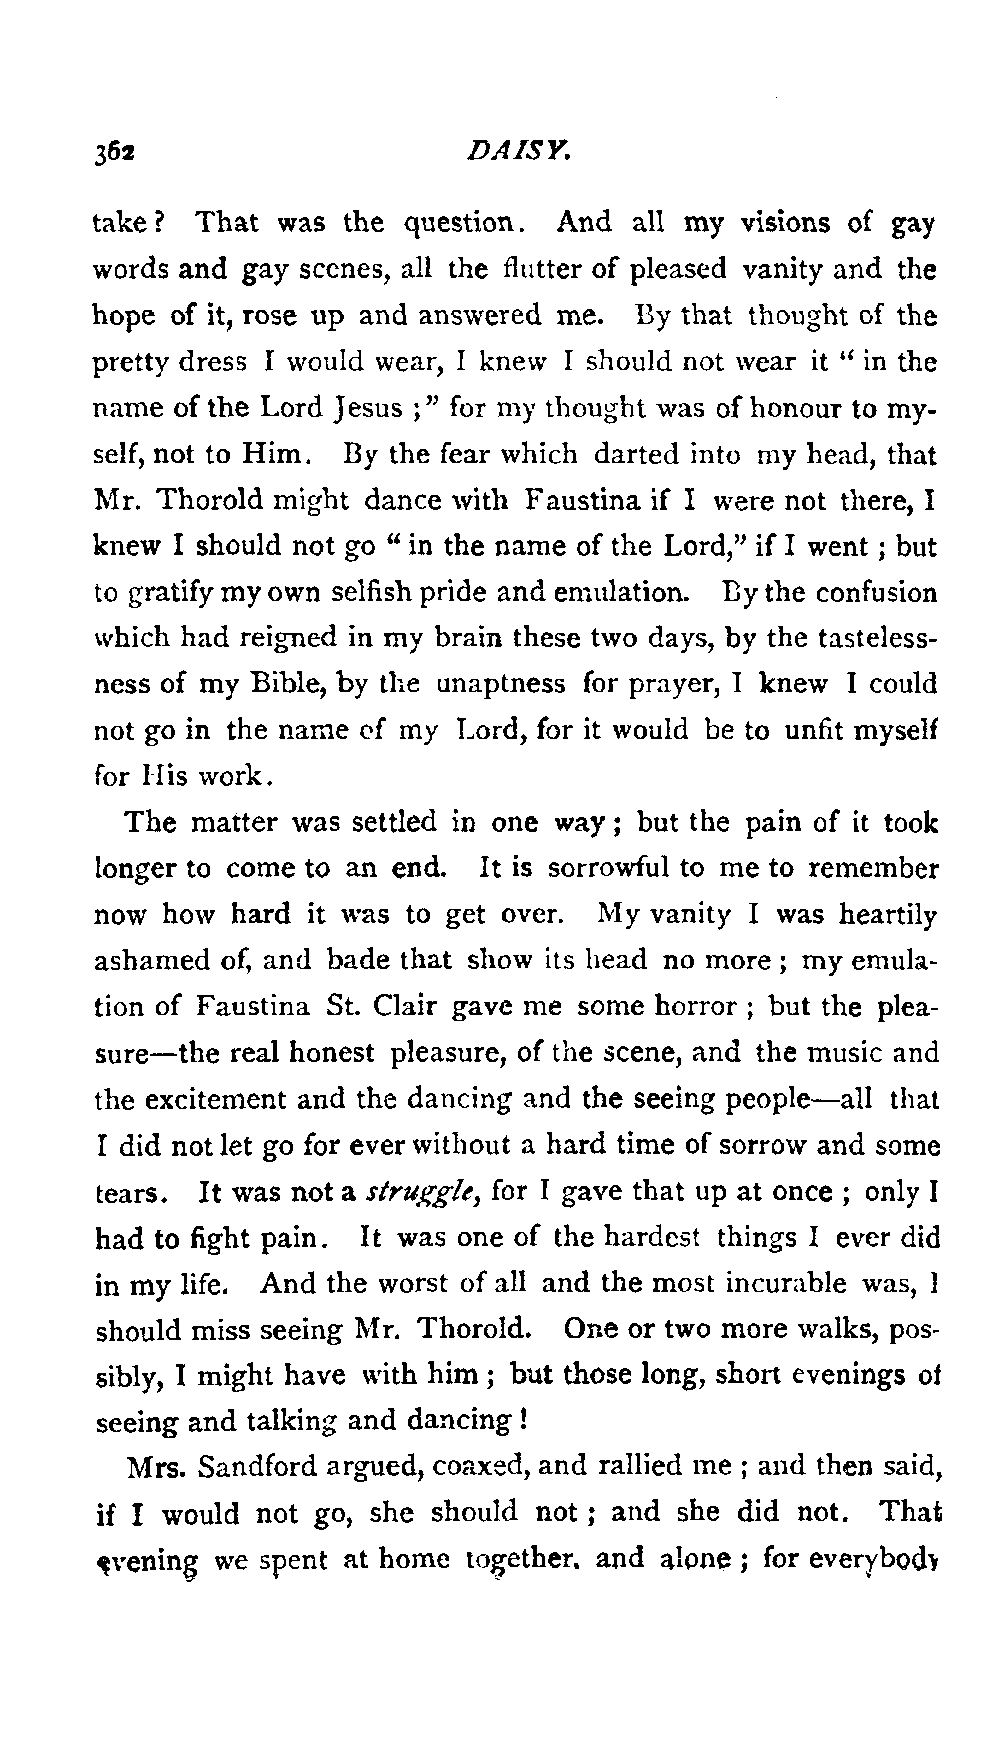 362 DAISY.
take? That was the question. And all my visions of gay
words and gay scenes, all the flutter of pleased vanity and the
hope of it, rose up and answered me. By that thought of the
pretty dress I would wear, I knew I should not wear it "in the
name of the Lord Jesus;" for my thought was of honour to my-
self, not to Him. By the fear which darted into my head, that
Mr. Thorold might dance with Faustina if I were not there, I
knew I should not go "in the name of the Lord," if I went; but
to gratify my own selfish pride and emulation. By the confusion
which had reigned in my brain these two days, by the tasteless-
ness of my Bible, by the unaptness for prayer, I knew I could
not go in the name of my Lord, for it would be to unfit myself
for His work.
The matter was settled in one way; but the pain of it took
longer to come to an end. It is sorrowful to me to remember
now how hard it was to get over. My vanity I was heartily
ashamed of, and bade that show its head no more; my emula-
tion of Faustina St. Clair gave me some horror; but the plea-
sure—the real honest pleasure, of the scene, and the music and
the excitement and the dancing and the seeing people—all that
I did not let go for ever without a hard time of sorrow and some
tears. It was not a struggle, for I gave that up at once; only I
had to fight pain. It was one of the hardest things I ever did
in my life. And the worst of all and the most incurable was, I
should miss seeing Mr. Thorold. One or two more walks, pos-
sibly, I might have with him; but those long, short evenings of
seeing and talking and dancing!
Mrs. Sandford argued, coaxed, and rallied me; and then said,
if I would not go, she should not; and she did not. That
evening we spent at home together, and alone; for everybody